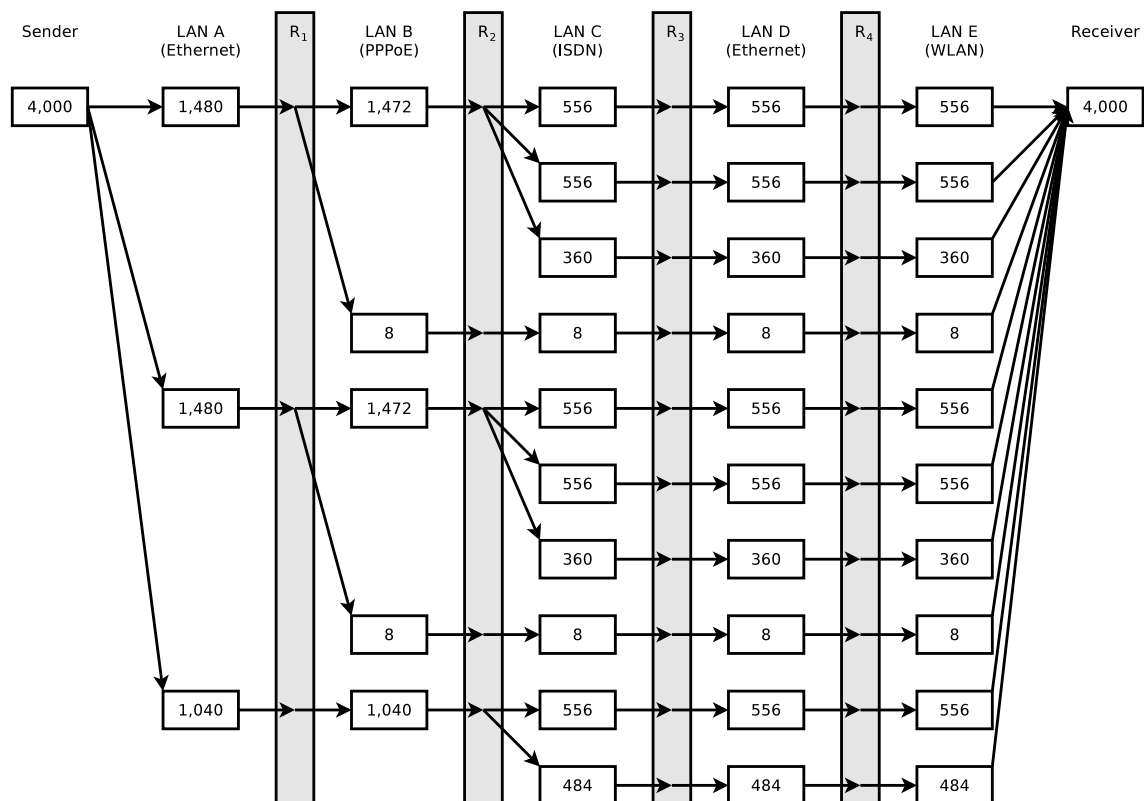 Sender LAN A R1 LAN B R2 LAN C R3 LAN D R4 LAN E Receiver
(Ethernet) (PPPoE) (ISDN) (Ethernet) (WLAN)
4,000 1,480 1,472 556 556 556 4,000
556 556 556
360 360 360
8 8 8 8
1,480 1,472 556 556 556
556 556 556
360 360 360
8 8 8 8
1,040 1,040 556 556 556
484 484 484